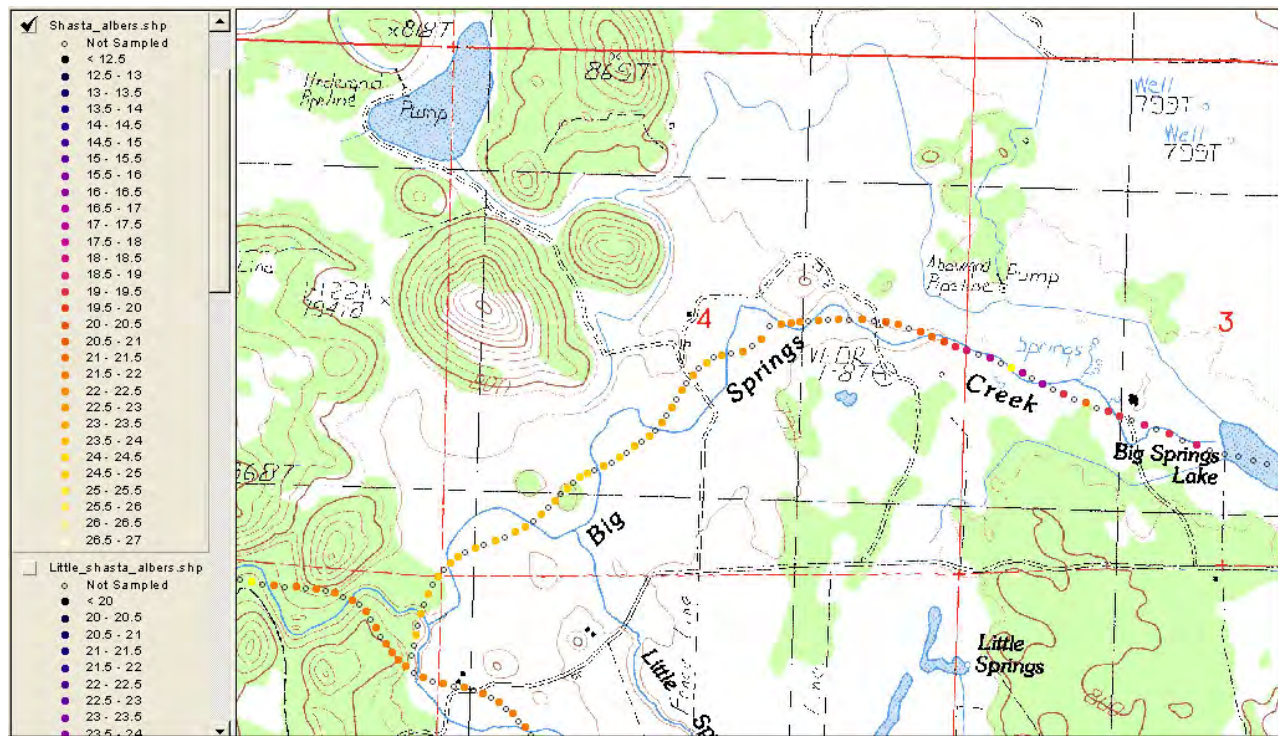 Shasta_albers.shp
Not Sampled
< 12.5
12.5 - 13
13 - 13.5
13.5 - 14
14 - 14.5
14.5 - 15
15 - 15.5
15.5 - 16
16 - 16.5
16.5 - 17
17 - 17.5
17.5 - 18
18 - 18.5
18.5 - 19
19 - 19.5
19.5 - 20
20 - 20.5
20.5 - 21
21 - 21.5
21.5 - 22
22 - 22.5
22.5 - 23
23 - 23.5
23.5 - 24
24 - 24.5
24.5 - 25
25 - 25.5
25.5 - 26
26 - 26.5
26.5 - 27
Little_shasta_albers.shp
Not Sampled
< 20
20 - 20.5
20.5 - 21
21 - 21.5
21.5 - 22
22 - 22.5
22.5 - 23
23 - 23.5
23.5 - 24
x818T
869T
Pipeline
Pump
Well
799T
Well
799T
Pump
Pipeline
4
3
Springs
Springs
Creek
Big Springs
Lake
Big
Little
Little
Springs